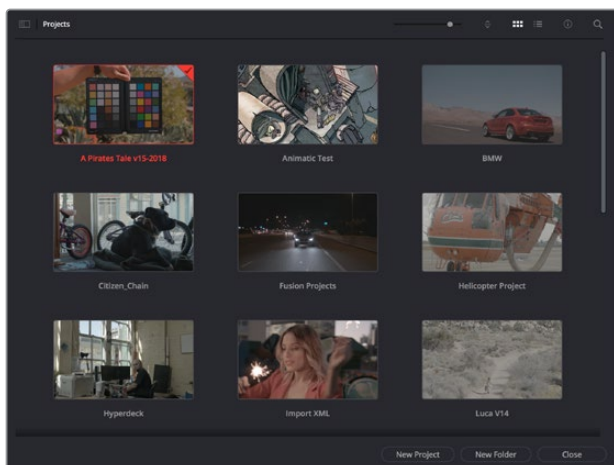 Projects
A Pirates Tale v15-2018
Animatic Test
BMW
Citizen_Chain
Fusion Projects
Helicopter Project
Hyperdeck
Import XML
Luca V14
New Project
New Folder
Close